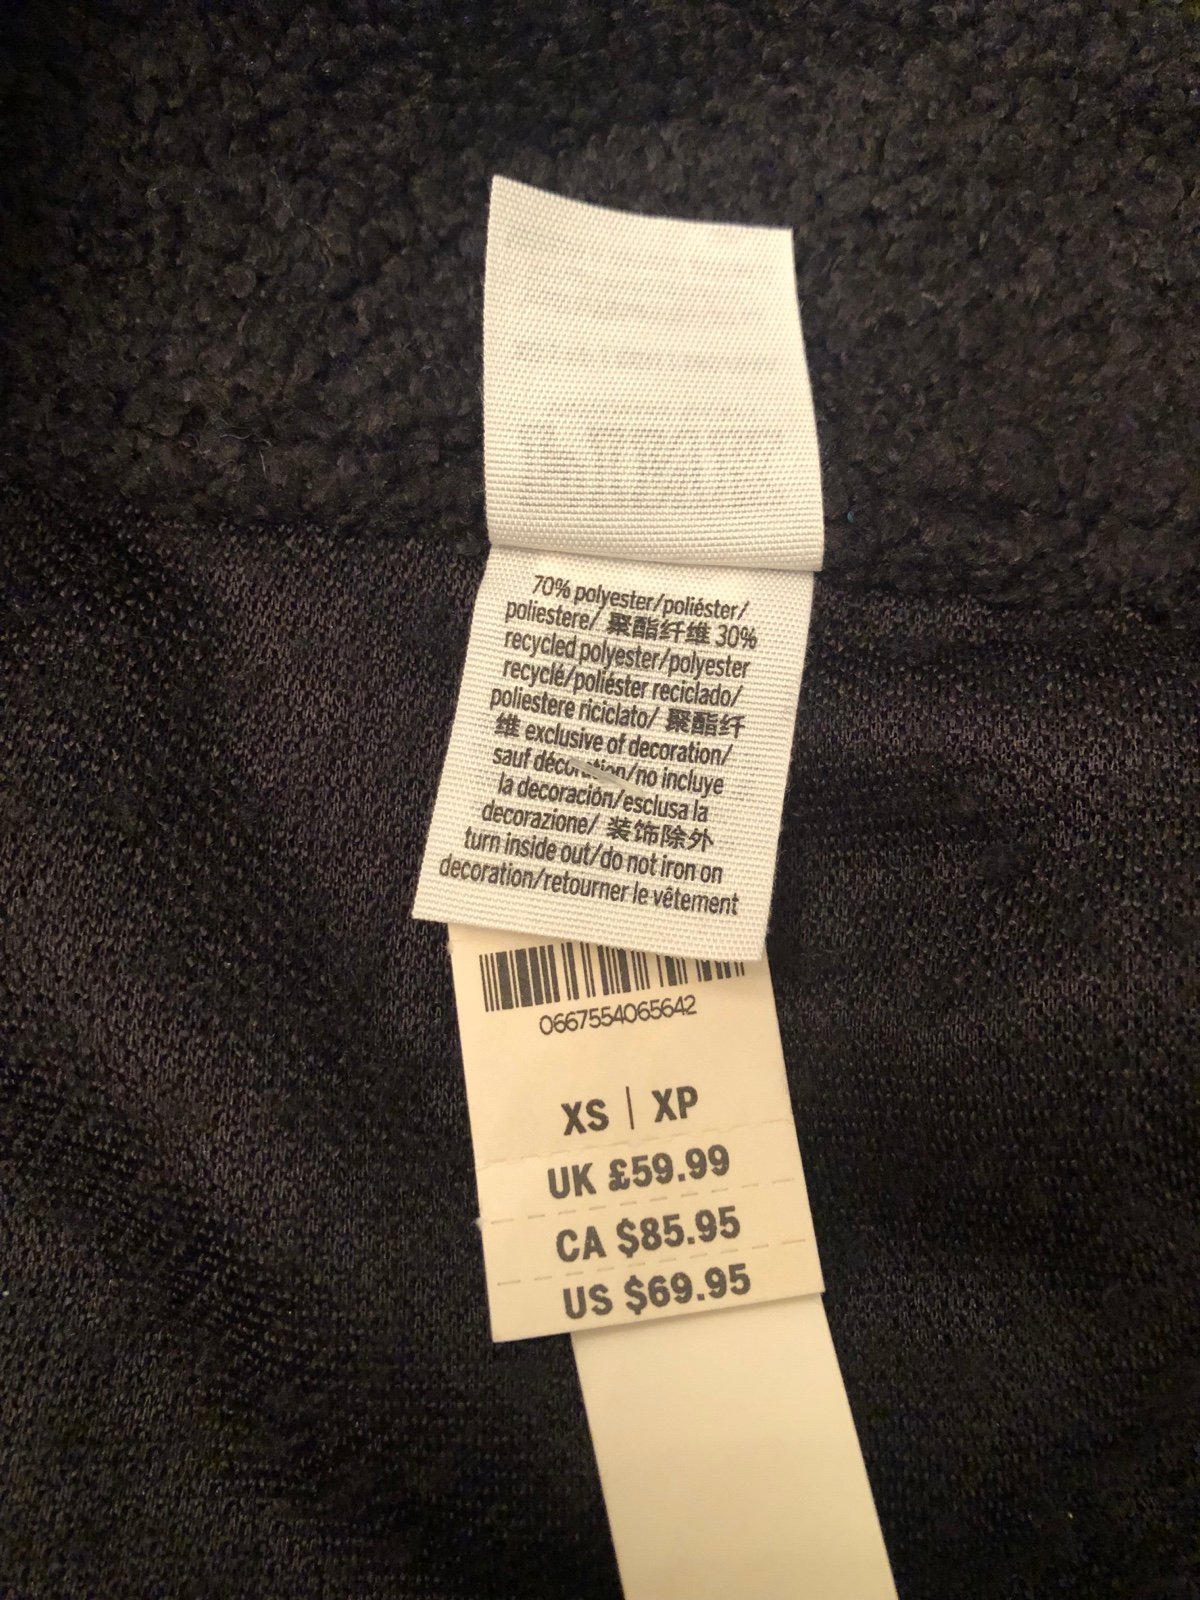 70% polyester/poliéster/
poliestere/ 聚酯纤维 30%
recycled polyester/polyester
recyclé/poliéster reciclado/
poliestere riciclato/ 聚酯纤
维 exclusive of decoration/
sauf décoration/no incluye
la decoración/esclusa la
decorazione/ 装饰除外
turn inside out/do not iron on
decoration/retourner le vêtement
0667554065642
XS | XP
UK £59.99
CA $85.95
US $69.95